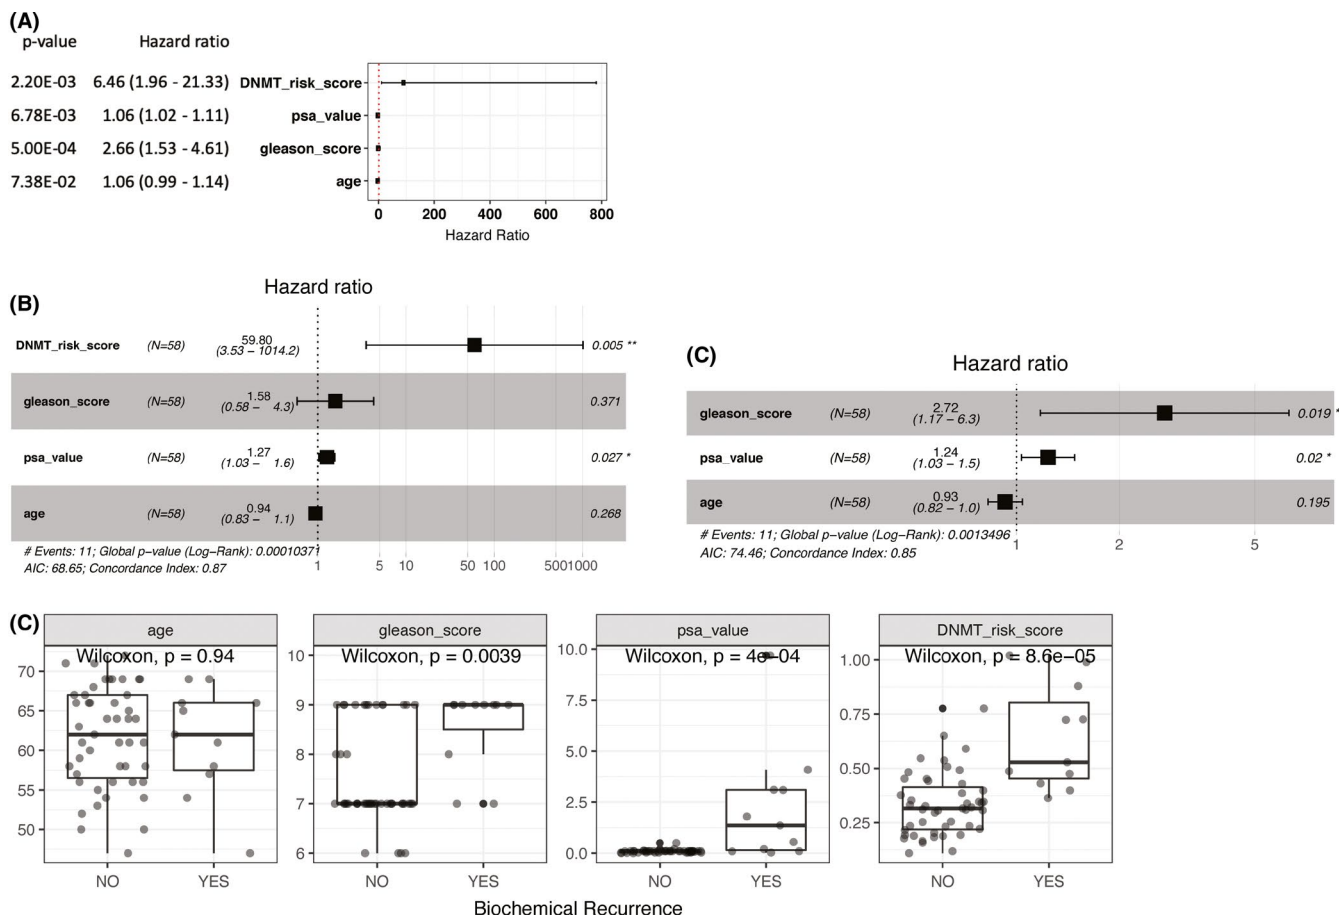 (A)
p-value Hazard ratio
2.20E-03 6.46 (1.96 - 21.33) DNMT_risk_score
6.78E-03 1.06 (1.02 - 1.11) psa_value
5.00E-04 2.66 (1.53 - 4.61) gleason_score
7.38E-02 1.06 (0.99 - 1.14) age
0 200 400 600 800
Hazard Ratio
(B)
Hazard ratio
DNMT_risk_score (N=58) 59.80 (3.53 − 1014.2) 0.005 **
gleason_score (N=58) 1.58 (0.58 − 4.3) 0.371
psa_value (N=58) 1.27 (1.03 − 1.6) 0.027 *
age (N=58) 0.94 (0.83 − 1.1) 0.268
# Events: 11; Global p−value (Log−Rank): 0.00010371
AIC: 68.65; Concordance Index: 0.87
1 5 10 50 100 5001000
(C)
Hazard ratio
gleason_score (N=58) 2.72 (1.17 − 6.3) 0.019 *
psa_value (N=58) 1.24 (1.03 − 1.5) 0.02 *
age (N=58) 0.93 (0.82 − 1.0) 0.195
# Events: 11; Global p−value (Log−Rank): 0.0013496
AIC: 74.46; Concordance Index: 0.85
1 2 5
(C)
age
Wilcoxon, p = 0.94
70
65
60
55
50
NO YES
gleason_score
Wilcoxon, p = 0.0039
10
9
8
7
6
NO YES
psa_value
Wilcoxon, p = 4e−04
10.0
7.5
5.0
2.5
0.0
NO YES
DNMT_risk_score
Wilcoxon, p = 8.6e−05
1.00
0.75
0.50
0.25
NO YES
Biochemical Recurrence